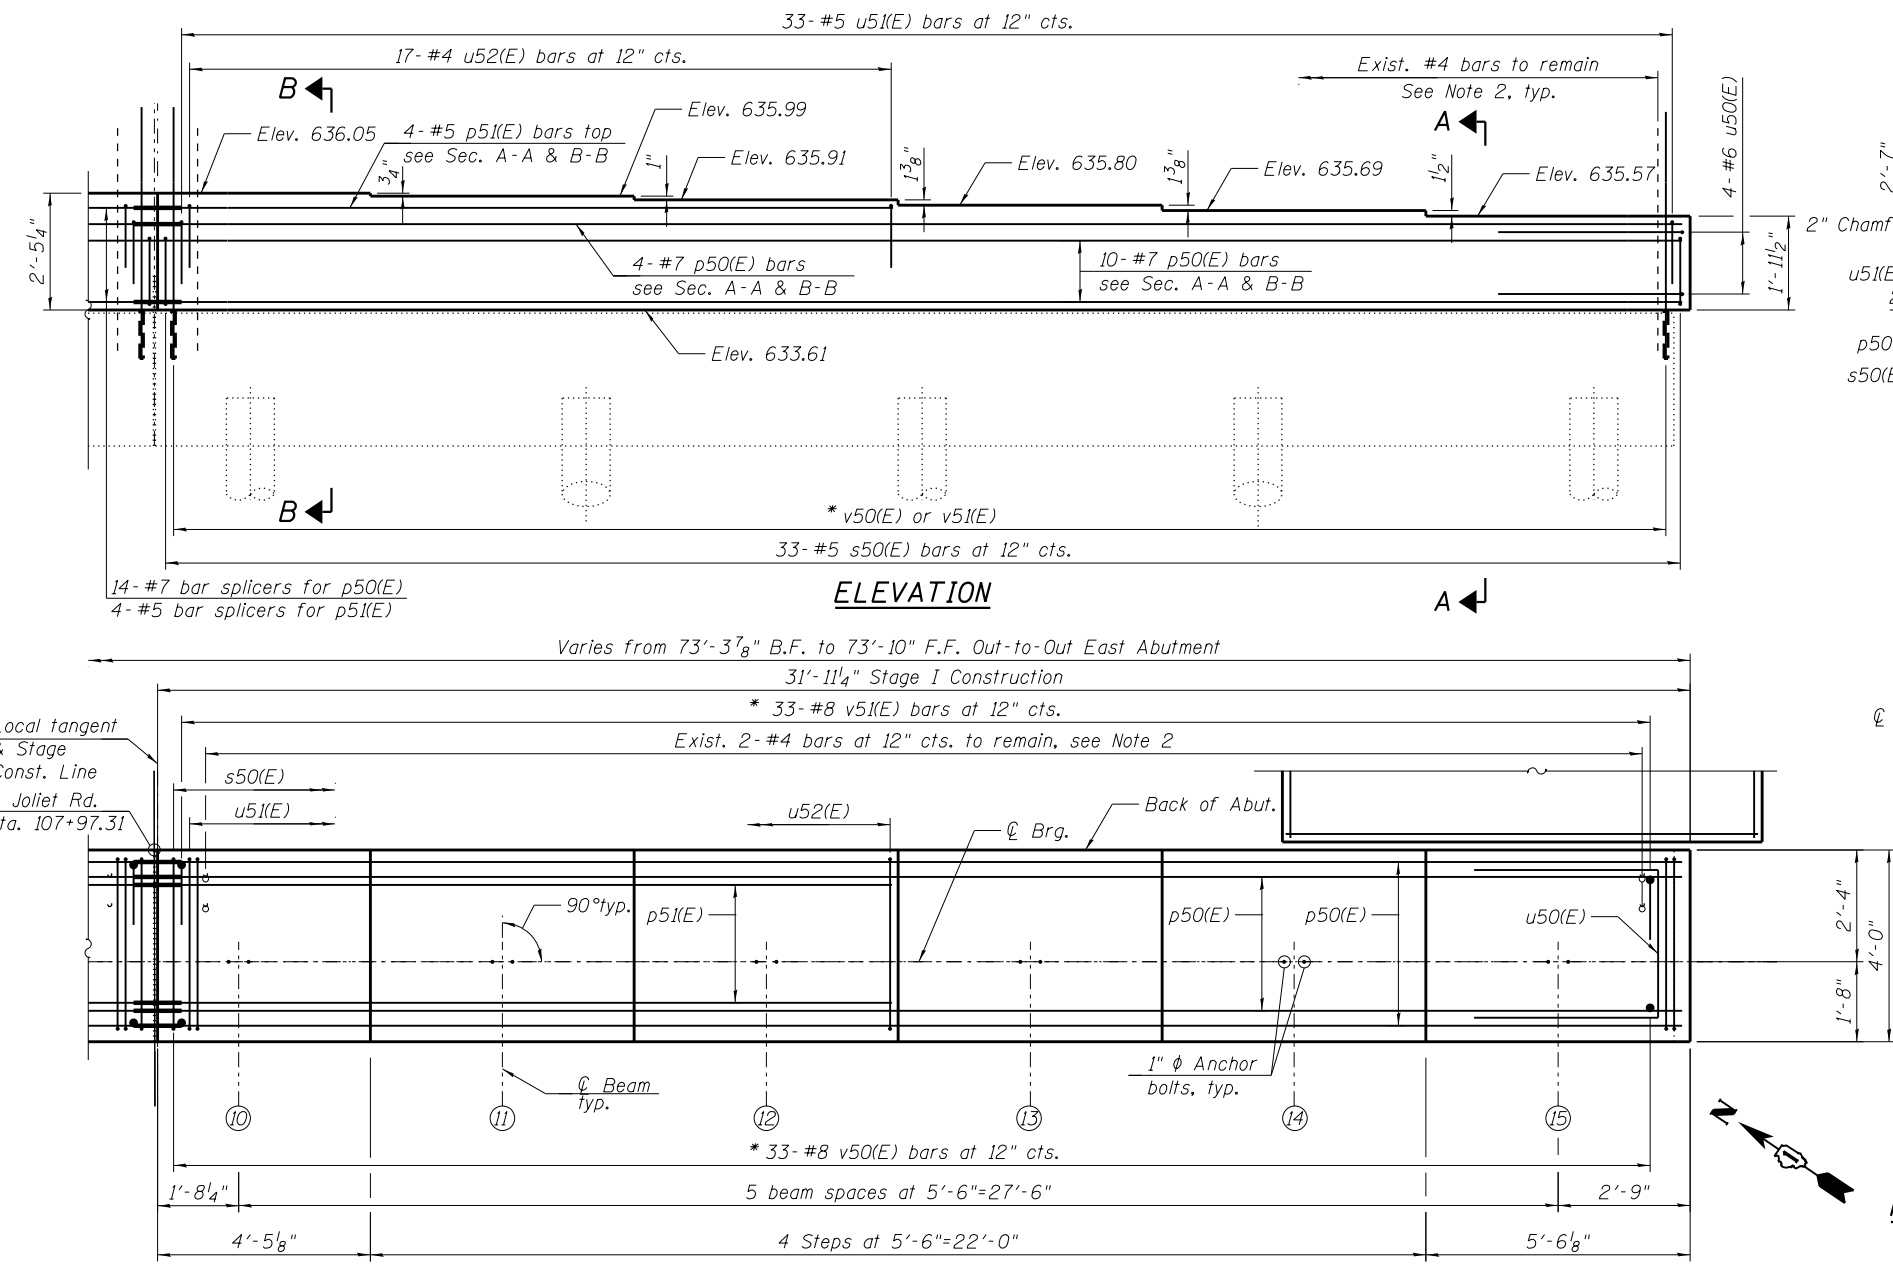 33-#5 u51(E) bars at 12" cts.
17-#4 u52(E) bars at 12" cts.
Exist. #4 bars to remain
See Note 2, typ.
B
A
Elev. 636.05
4-#5 p51(E) bars top
see Sec. A-A & B-B
Elev. 635.99
Elev. 635.91
Elev. 635.80
Elev. 635.69
Elev. 635.57
3/4"
1"
1 3/8"
1 3/8"
1 1/2"
4-#6 u50(E)
2'-7"
2'-5 1/4"
1'-11 1/2"
2" Chamf
u51(E
p50
s50(E
4-#7 p50(E) bars
see Sec. A-A & B-B
10-#7 p50(E) bars
see Sec. A-A & B-B
Elev. 633.61
B
* v50(E) or v51(E)
33-#5 s50(E) bars at 12" cts.
14-#7 bar splicers for p50(E)
4-#5 bar splicers for p51(E)
ELEVATION
A
Varies from 73'-3 7/8" B.F. to 73'-10" F.F. Out-to-Out East Abutment
31'-11 1/4" Stage I Construction
* 33-#8 v51(E) bars at 12" cts.
Exist. 2-#4 bars at 12" cts. to remain, see Note 2
Local tangent
& Stage
Const. Line
Joliet Rd.
ta. 107+97.31
s50(E)
u51(E)
u52(E)
℄ Brg.
Back of Abut.
℄
90° typ.
p51(E)
p50(E)
p50(E)
u50(E)
2'-4"
4'-0"
1'-8"
℄ Beam
typ.
1" ϕ Anchor
bolts, typ.
10
11
12
13
14
15
N
* 33-#8 v50(E) bars at 12" cts.
1'-8 1/4"
5 beam spaces at 5'-6"=27'-6"
2'-9"
4'-5 1/8"
4 Steps at 5'-6"=22'-0"
5'-6 1/8"